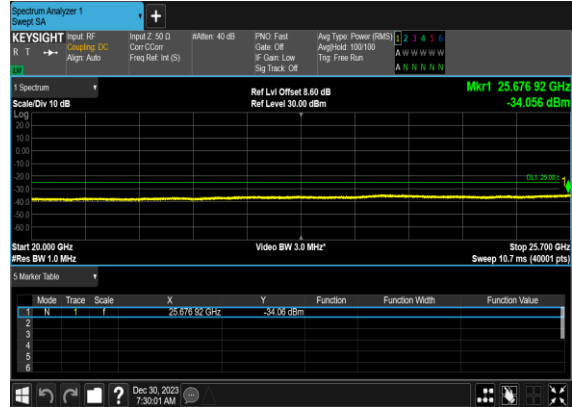 Spectrum Analyzer 1
Swept SA
KEYSIGHT Input: RF Input Z: 50 Ω #Atten: 40 dB PNO: Fast Avg Type: Power (RMS) 1 2 3 4 5 6
R T Coupling: DC Corr CCorr Gate: Off Avg|Hold: 100/100 A W W W W W
Align: Auto Freq Ref: Int (S) IF Gain: Low Trig: Free Run
Sig Track: Off A N N N N N
1 Spectrum Ref Lvl Offset 8.60 dB Mkr1 25.676 92 GHz
Scale/Div 10 dB Ref Level 30.00 dBm -34.056 dBm
Log
20.0
10.0
0.00
-10.0
-20.0
DL1 -25.00
1
-30.0
-40.0
-50.0
-60.0
Start 20.000 GHz Video BW 3.0 MHz* Stop 25.700 GHz
#Res BW 1.0 MHz Sweep 10.7 ms (40001 pts)
5 Marker Table
Mode Trace Scale X Y Function Function Width Function Value
1 N 1 f 25.676 92 GHz -34.06 dBm
2
3
4
5
6
? Dec 30, 2023
7:30:01 AM